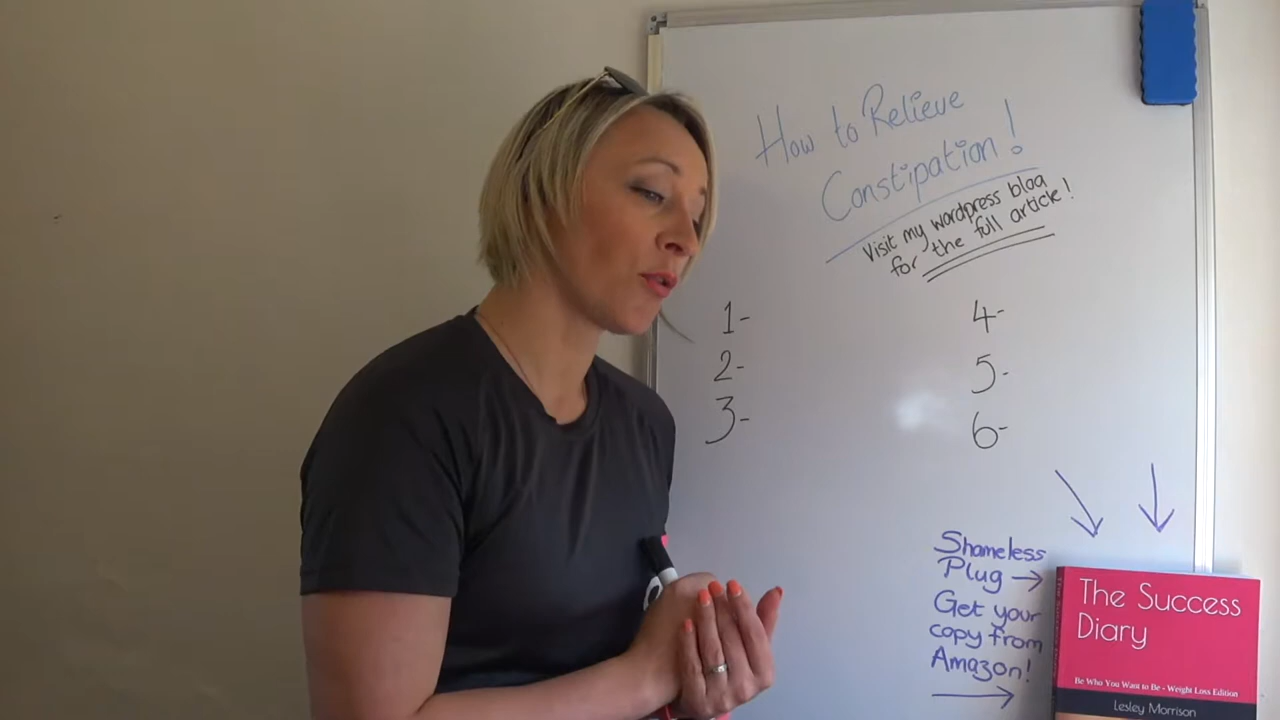 How to Relieve
Constipation!
Visit my wordpress blog
for the full article!
1-
2-
3-
4-
5-
6-
Shameless
Plug →
Get your
copy from
Amazon!
The Success
Diary
Be Who You Want to Be - Weight Loss Edition
Lesley Morrison